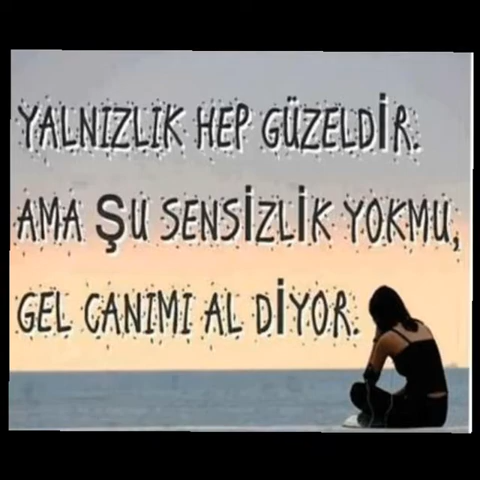 YALNIZLIK HEP GÜZELDİR.
AMA ŞU SENSİZLİK YOKMU,
GEL CANIMI AL DİYOR.